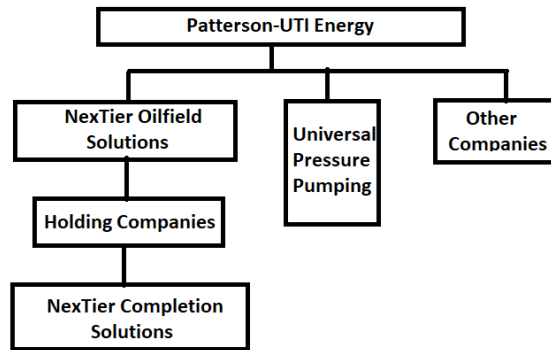 Patterson-UTI Energy
NexTier Oilfield
Solutions
Universal
Pressure
Pumping
Other
Companies
Holding Companies
NexTier Completion
Solutions